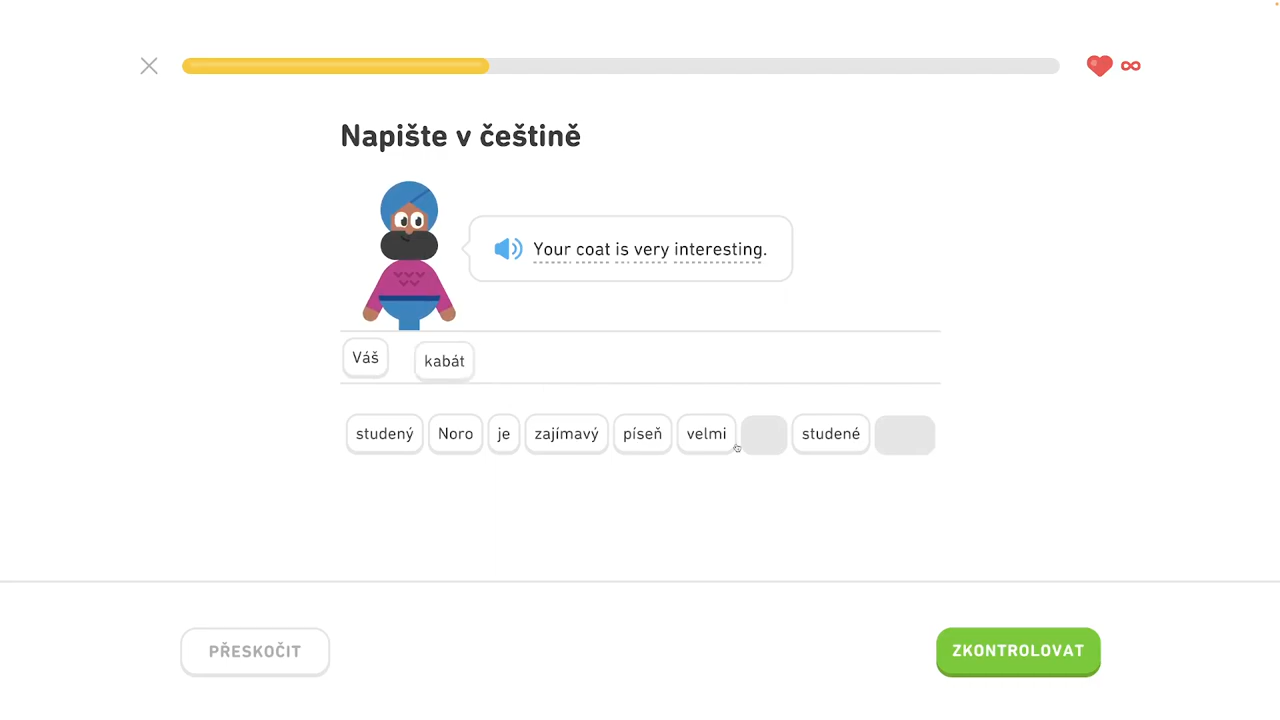 ∞
Napište v češtině
Your coat is very interesting.
Váš kabát
studený Noro je zajímavý píseň velmi studené
PŘESKOČIT ZKONTROLOVAT